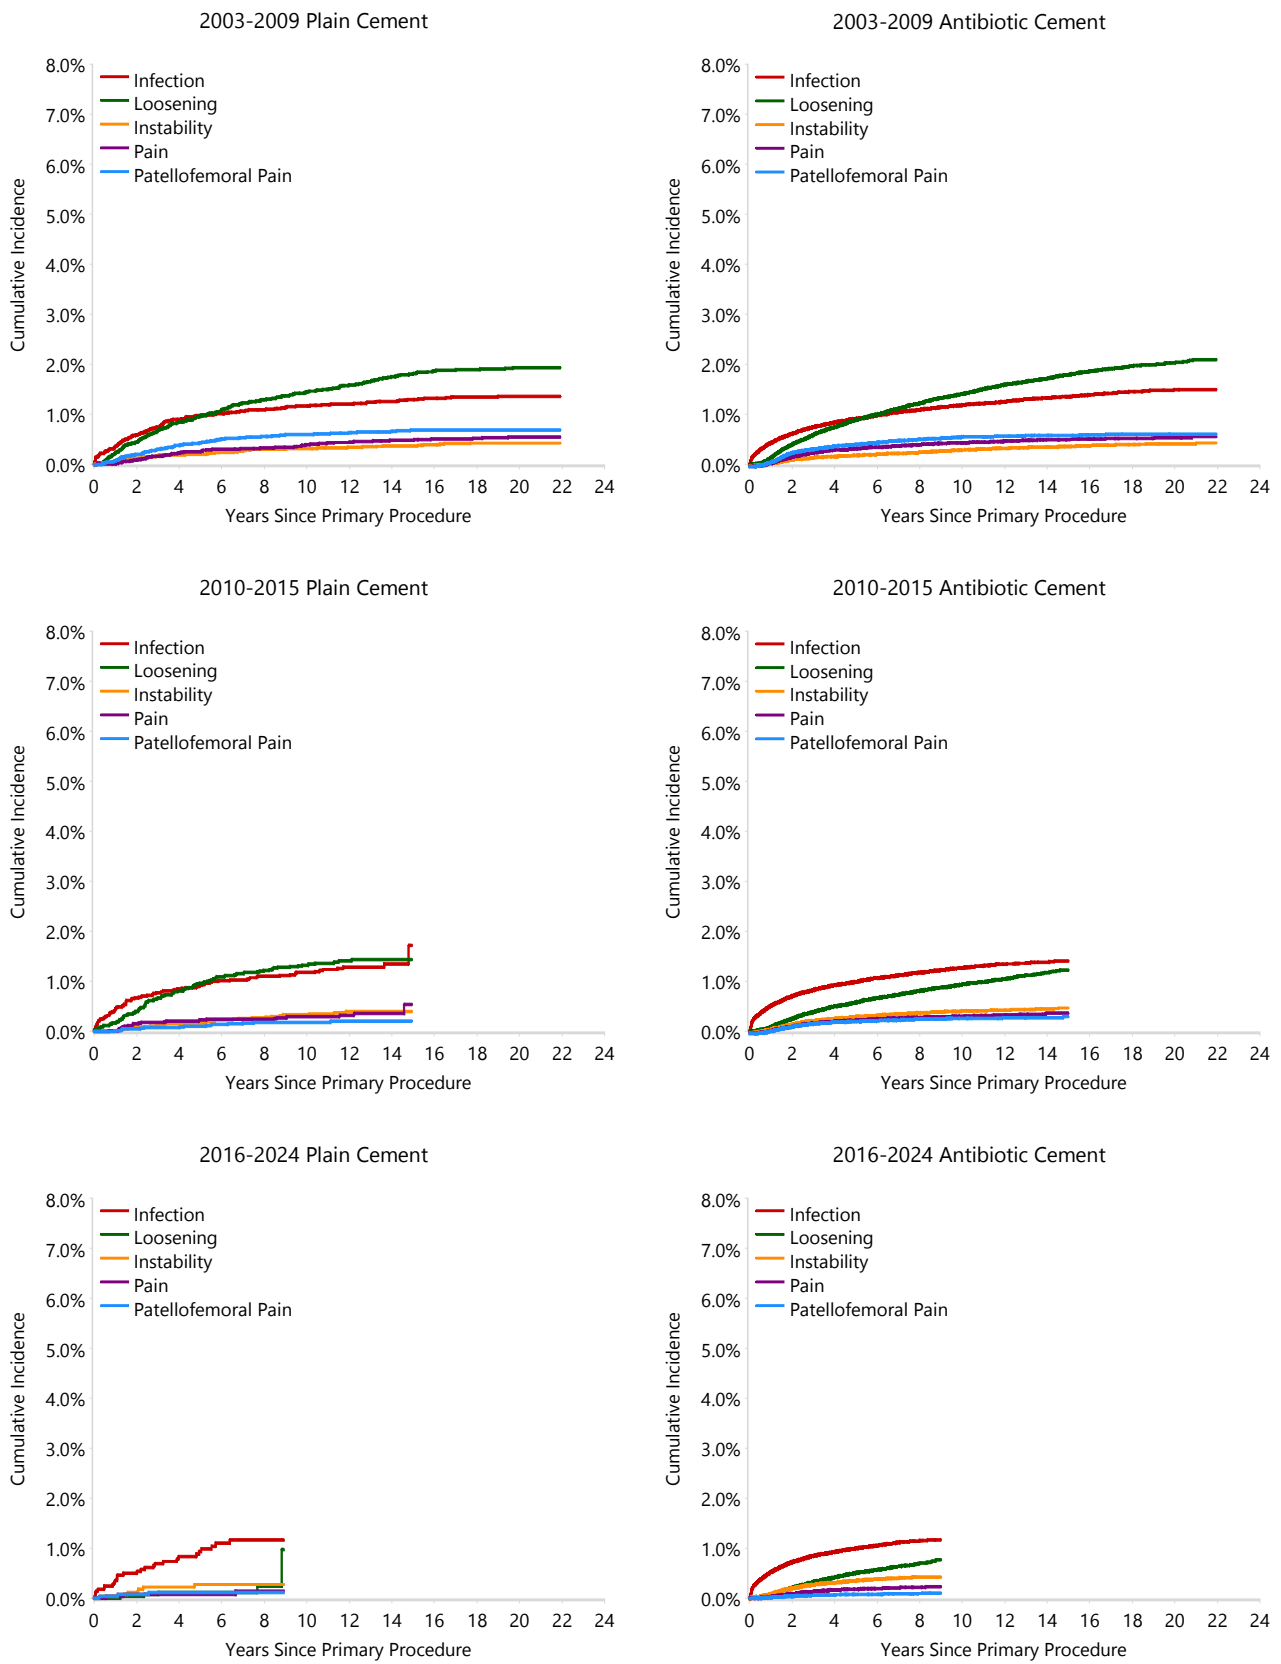 2003-2009 Plain Cement
8.0%
7.0%
6.0%
5.0%
4.0%
3.0%
2.0%
1.0%
0.0%
Cumulative Incidence
Infection
Loosening
Instability
Pain
Patellofemoral Pain
0 2 4 6 8 10 12 14 16 18 20 22 24
Years Since Primary Procedure
2003-2009 Antibiotic Cement
8.0%
7.0%
6.0%
5.0%
4.0%
3.0%
2.0%
1.0%
0.0%
Cumulative Incidence
Infection
Loosening
Instability
Pain
Patellofemoral Pain
0 2 4 6 8 10 12 14 16 18 20 22 24
Years Since Primary Procedure
2010-2015 Plain Cement
8.0%
7.0%
6.0%
5.0%
4.0%
3.0%
2.0%
1.0%
0.0%
Cumulative Incidence
Infection
Loosening
Instability
Pain
Patellofemoral Pain
0 2 4 6 8 10 12 14 16 18 20 22 24
Years Since Primary Procedure
2010-2015 Antibiotic Cement
8.0%
7.0%
6.0%
5.0%
4.0%
3.0%
2.0%
1.0%
0.0%
Cumulative Incidence
Infection
Loosening
Instability
Pain
Patellofemoral Pain
0 2 4 6 8 10 12 14 16 18 20 22 24
Years Since Primary Procedure
2016-2024 Plain Cement
8.0%
7.0%
6.0%
5.0%
4.0%
3.0%
2.0%
1.0%
0.0%
Cumulative Incidence
Infection
Loosening
Instability
Pain
Patellofemoral Pain
0 2 4 6 8 10 12 14 16 18 20 22 24
Years Since Primary Procedure
2016-2024 Antibiotic Cement
8.0%
7.0%
6.0%
5.0%
4.0%
3.0%
2.0%
1.0%
0.0%
Cumulative Incidence
Infection
Loosening
Instability
Pain
Patellofemoral Pain
0 2 4 6 8 10 12 14 16 18 20 22 24
Years Since Primary Procedure